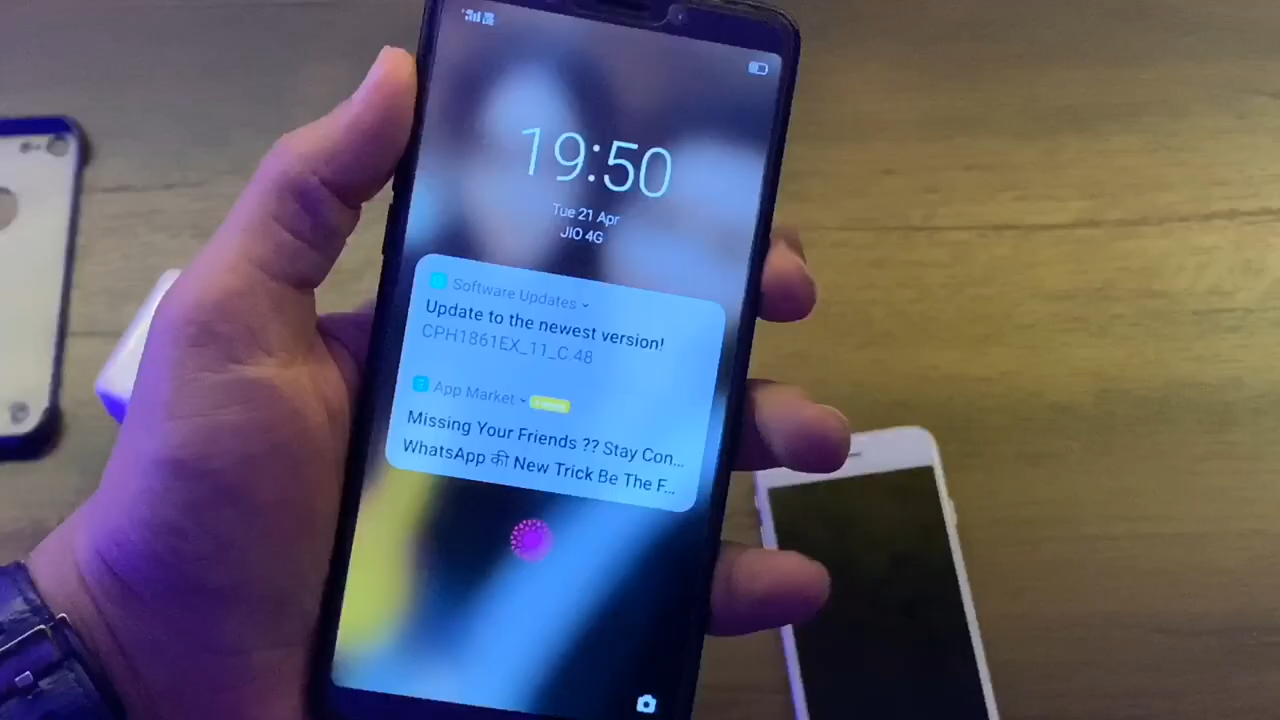 19:50
Tue 21 Apr
JIO 4G
Software Updates
Update to the newest version!
CPH1861EX_11_C.48
App Market
Missing Your Friends ?? Stay Con...
WhatsApp की New Trick Be The F...